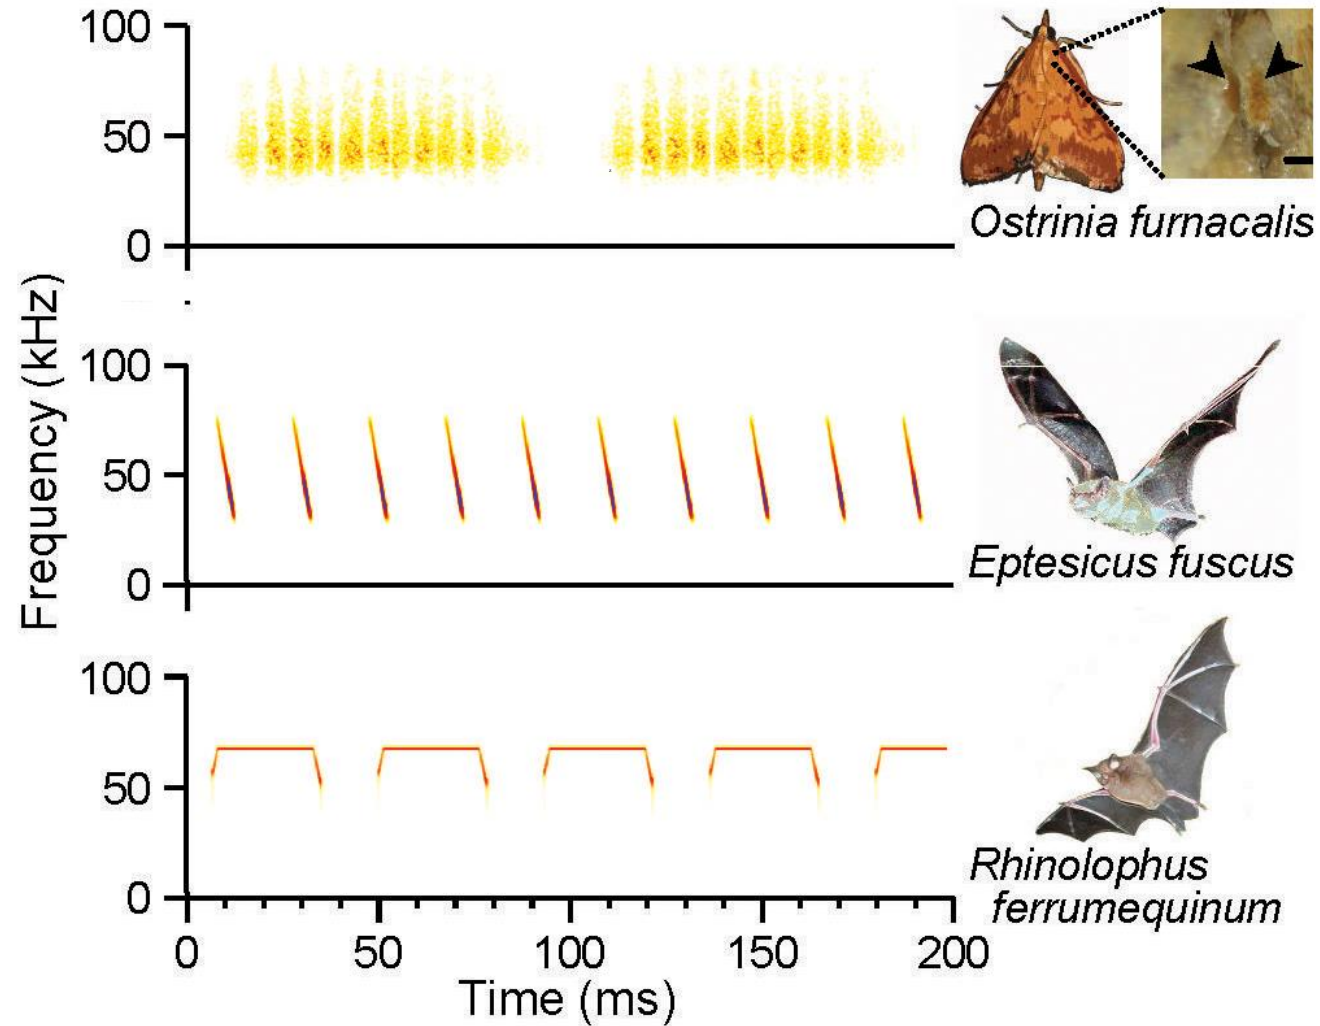 100
50
0
Ostrinia furnacalis
Frequency (kHz)
100
50
0
Eptesicus fuscus
100
50
0
Rhinolophus
ferrumequinum
0 50 100 150 200
Time (ms)